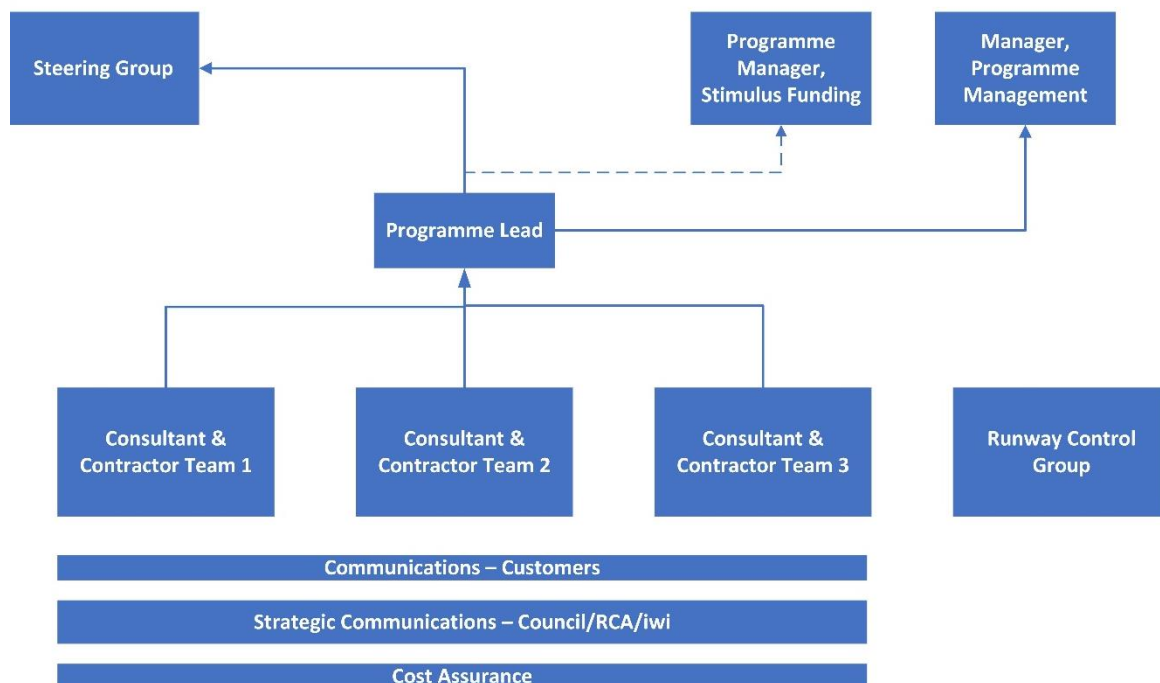 Steering Group
Programme
Manager,
Stimulus Funding
Manager,
Programme
Management
Programme Lead
Consultant &
Contractor Team 1
Consultant &
Contractor Team 2
Consultant &
Contractor Team 3
Runway Control
Group
Communications – Customers
Strategic Communications – Council/RCA/iwi
Cost Assurance